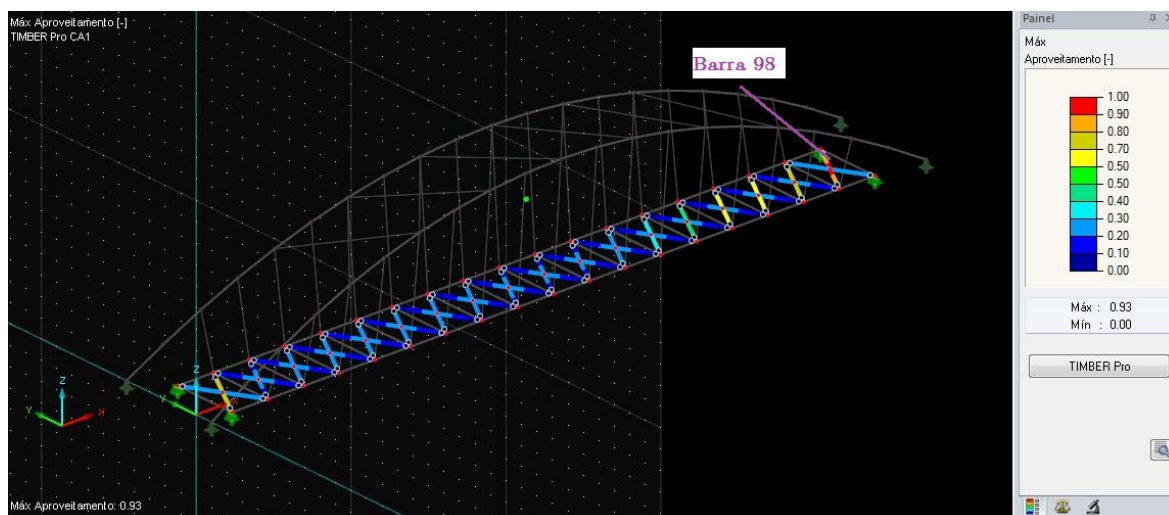 Máx Aproveitamento [-]
TIMBER Pro CA1
Barra 98
Z
Y
X
Z
Y
Máx Aproveitamento: 0.93
Painel
Máx
Aproveitamento [-]
1.00
0.90
0.80
0.70
0.50
0.50
0.40
0.30
0.20
0.10
0.00
Máx : 0.93
Mín : 0.00
TIMBER Pro